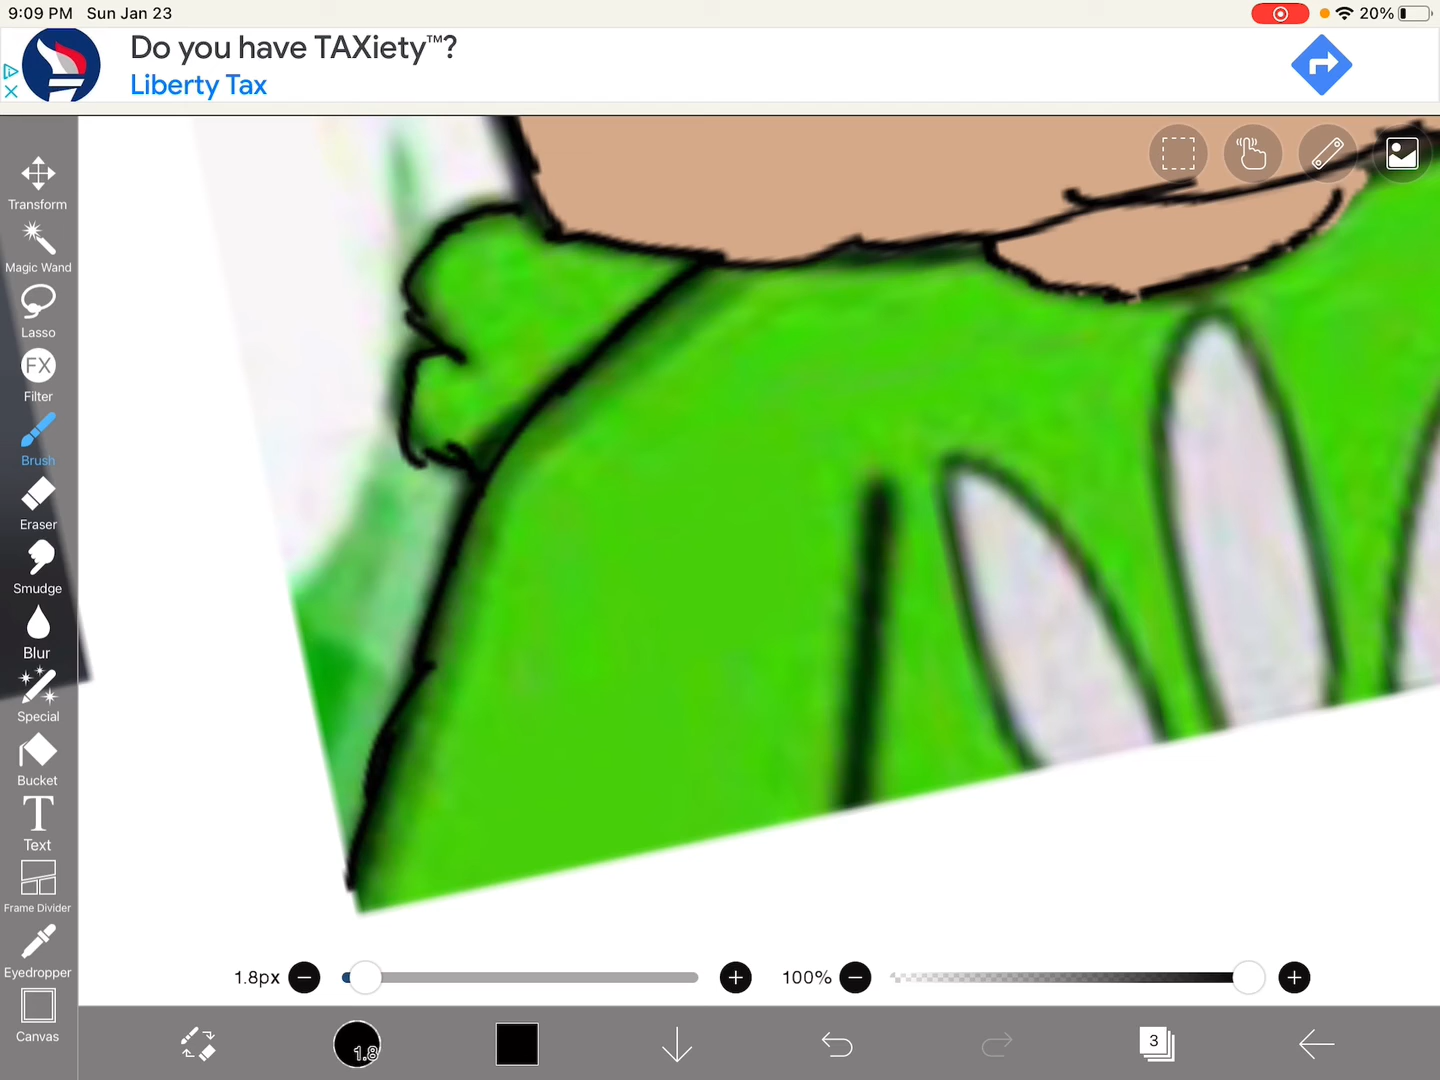 9:09 PM Sun Jan 23
20%
Do you have TAXiety™?
Liberty Tax
Transform
Magic Wand
Lasso
FX
Filter
Brush
Eraser
Smudge
Blur
Special
Bucket
T
Text
Frame Divider
Eyedropper
Canvas
1.8px
100%
1.8
3